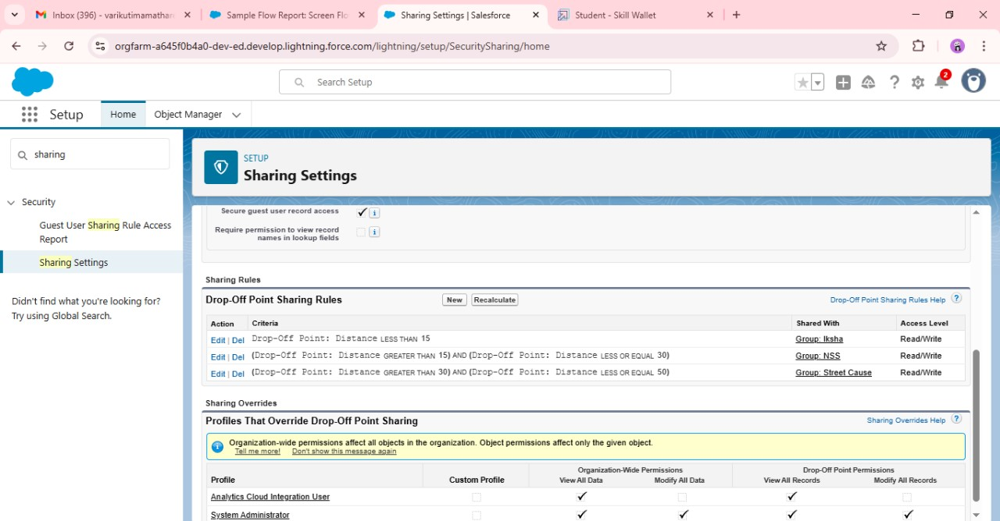 Inbox (396) - varikutimamatha
Sample Flow Report: Screen Flo
Sharing Settings | Salesforce
Student - Skill Wallet
orgfarm-a645f0b4a0-dev-ed.develop.lightning.force.com/lightning/setup/SecuritySharing/home
Search Setup
2
Setup
Home
Object Manager
sharing
SETUP
Sharing Settings
Security
Guest User Sharing Rule Access
Report
Sharing Settings
Didn't find what you're looking for?
Try using Global Search.
Secure guest user record access
Require permission to view record
names in lookup fields
Sharing Rules
Drop-Off Point Sharing Rules New Recalculate Drop-Off Point Sharing Rules Help ?
Action Criteria Shared With Access Level
Edit | Del Drop-Off Point: Distance LESS THAN 15 Group: Iksha Read/Write
Edit | Del (Drop-Off Point: Distance GREATER THAN 15) AND (Drop-Off Point: Distance LESS OR EQUAL 30) Group: NSS Read/Write
Edit | Del (Drop-Off Point: Distance GREATER THAN 30) AND (Drop-Off Point: Distance LESS OR EQUAL 50) Group: Street Cause Read/Write
Sharing Overrides
Profiles That Override Drop-Off Point Sharing Sharing Overrides Help ?
Organization-wide permissions affect all objects in the organization. Object permissions affect only the given object.
Tell me more! Don't show this message again
Organization-Wide Permissions Drop-Off Point Permissions
Profile Custom Profile View All Data Modify All Data View All Records Modify All Records
Analytics Cloud Integration User
System Administrator